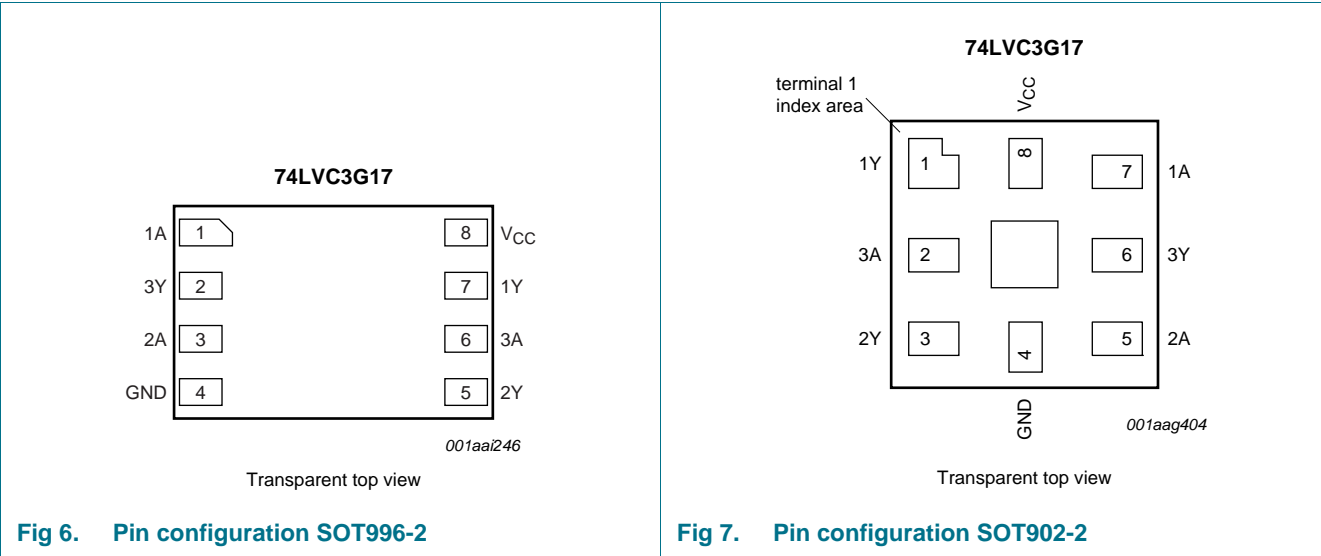 74LVC3G17
1A 1 8 VCC
3Y 2 7 1Y
2A 3 6 3A
GND 4 5 2Y
001aai246
Transparent top view
Fig 6. Pin configuration SOT996-2
74LVC3G17
terminal 1
index area
VCC
1Y 1 8 7 1A
3A 2 6 3Y
2Y 3 4 5 2A
GND
001aag404
Transparent top view
Fig 7. Pin configuration SOT902-2